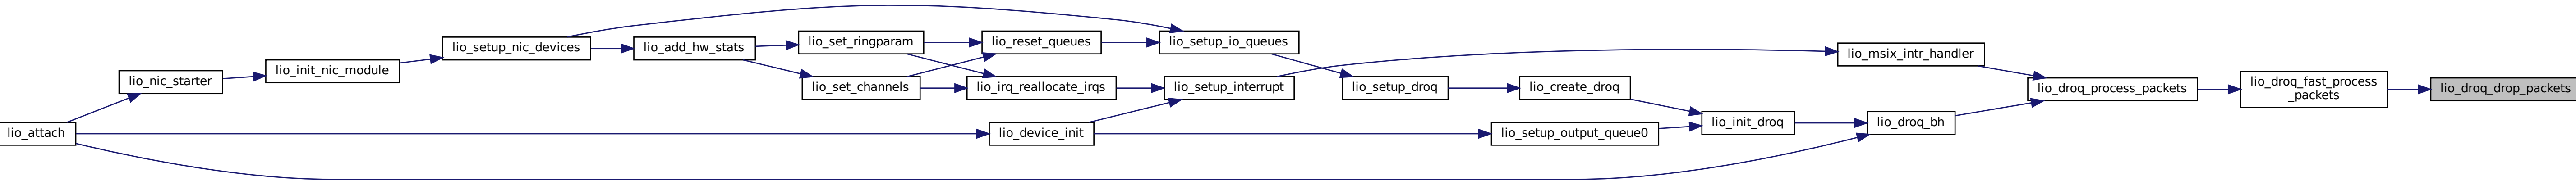 lio_attach
lio_nic_starter
lio_init_nic_module
lio_setup_nic_devices
lio_add_hw_stats
lio_set_ringparam
lio_set_channels
lio_reset_queues
lio_irq_reallocate_irqs
lio_device_init
lio_setup_io_queues
lio_setup_interrupt
lio_setup_droq
lio_create_droq
lio_setup_output_queue0
lio_init_droq
lio_msix_intr_handler
lio_droq_bh
lio_droq_process_packets
lio_droq_fast_process
_packets
lio_droq_drop_packets